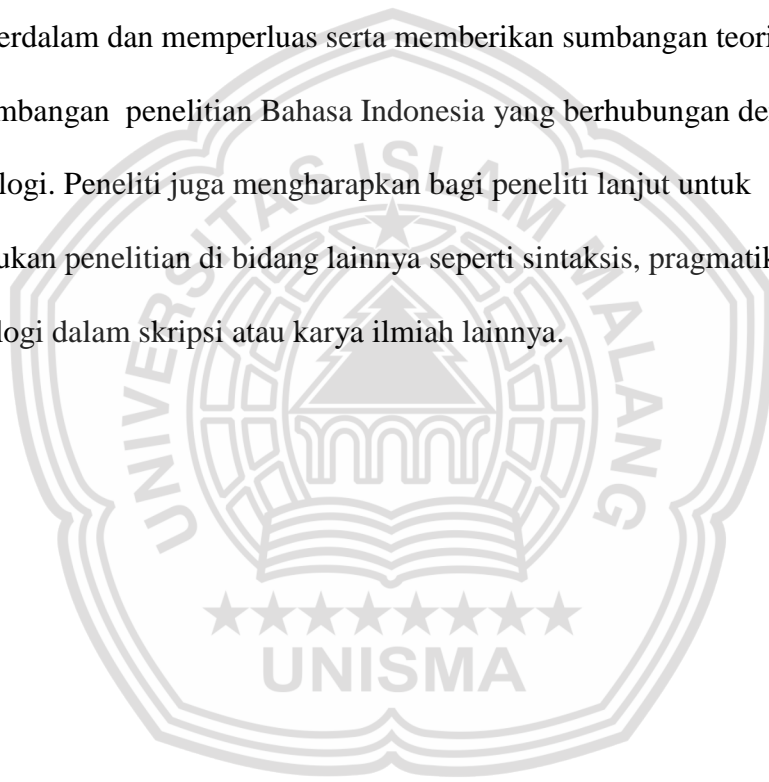 erdalam dan memperluas serta memberikan sumbangan teori
mbangan penelitian Bahasa Indonesia yang berhubungan de
logi. Peneliti juga mengharapkan bagi peneliti lanjut untuk
ukan penelitian di bidang lainnya seperti sintaksis, pragmatik
logi dalam skripsi atau karya ilmiah lainnya.
UNIVERSITAS ISLAM MALANG
UNISMA